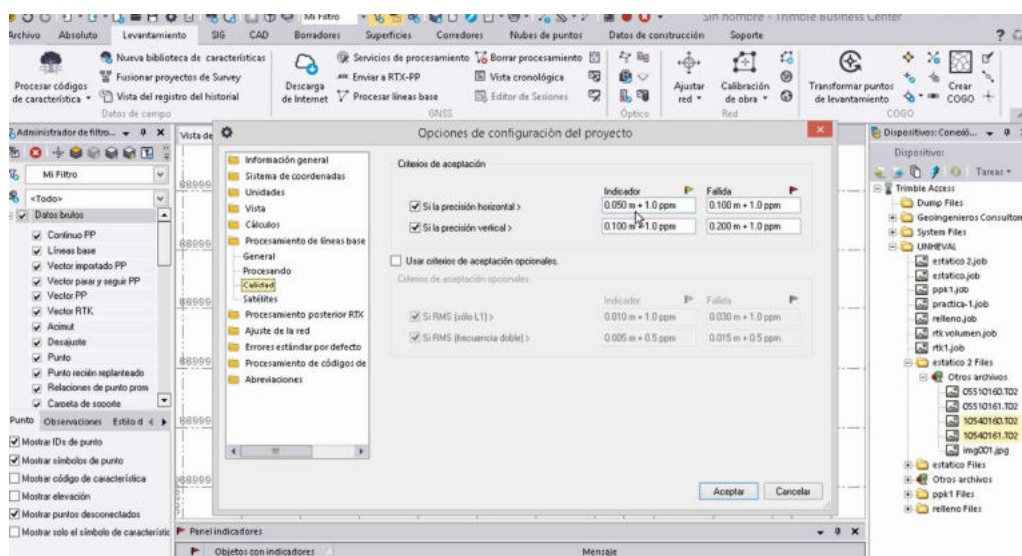 Mi Filtro
Sin nombre - Trimble Business Center
Archivo Absoluto Levantamiento SIG CAD Borradores Superficies Corredores Nubes de puntos Datos de construcción Soporte
Procesar códigos de característica
Nueva biblioteca de características
Fusionar proyectos de Survey
Vista del registro del historial
Datos de campo
Descarga de Internet
Servicios de procesamiento
Enviar a RTX-PP
Procesar líneas base
Borrar procesamiento
Vista cronológica
Editor de Sesiones
GNSS
Óptico
Ajustar red
Calibración de obra
Red
Transformar puntos de levantamiento
Crear COGO
COGO
Administrador de filtro...
Mi Filtro
<Todo>
Datos brutos
Continuo PP
Líneas base
Vector importado PP
Vector parar y seguir PP
Vector PP
Vector RTK
Acimut
Desajuste
Punto
Punto recién replanteado
Relaciones de punto prom
Carpeta de soporte
Punto Observaciones Estilo d
Mostrar IDs de punto
Mostrar símbolos de punto
Mostrar código de característica
Mostrar elevación
Mostrar puntos desconectados
Mostrar solo el símbolo de característic
Vista de
Opciones de configuración del proyecto
Información general
Sistema de coordenadas
Unidades
Vista
Cálculos
Procesamiento de líneas base
General
Procesando
Calidad
Satélites
Procesamiento posterior RTX
Ajuste de la red
Errores estándar por defecto
Procesamiento de códigos de
Abreviaciones
Criterios de aceptación
Indicador Fallida
Si la precisión horizontal > 0.050 m + 1.0 ppm 0.100 m + 1.0 ppm
Si la precisión vertical > 0.100 m + 1.0 ppm 0.200 m + 1.0 ppm
Usar criterios de aceptación opcionales.
Criterios de aceptación opcionales
Indicador Fallida
Si RMS (sólo L1) > 0.010 m + 1.0 ppm 0.030 m + 1.0 ppm
Si RMS (frecuencia doble) > 0.005 m + 0.5 ppm 0.015 m + 0.5 ppm
Aceptar Cancelar
Panel indicadores
Objetos con indicadores Mensaje
Dispositivos: Conexió...
Dispositivo:
Tareas
Trimble Access
Dump Files
Geoingenieros Consultor
System Files
UNHEVAL
estatico 2.job
estatico.job
ppk1.job
practica-1.job
relleno.job
rtk volumen.job
rtk1.job
estatico 2 Files
Otros archivos
05510160.T02
05510161.T02
10540160.T02
10540161.T02
img001.jpg
estatico Files
Otros archivos
ppk1 Files
relleno Files